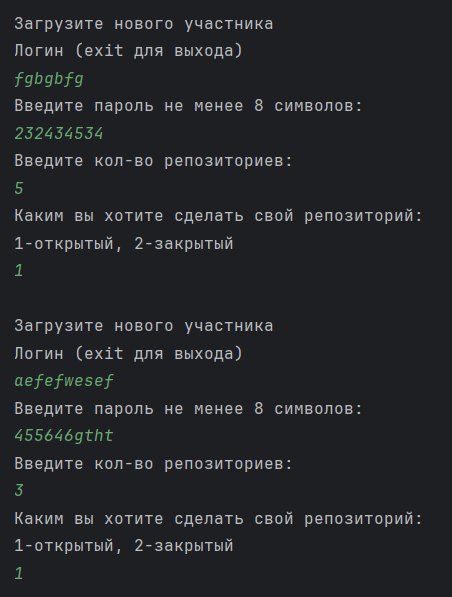 Загрузите нового участника
Логин (exit для выхода)
fgbgbfg
Введите пароль не менее 8 символов:
232434534
Введите кол-во репозиториев:
5
Каким вы хотите сделать свой репозиторий:
1-открытый, 2-закрытый
1
Загрузите нового участника
Логин (exit для выхода)
aefefwesef
Введите пароль не менее 8 символов:
455646gtht
Введите кол-во репозиториев:
3
Каким вы хотите сделать свой репозиторий:
1-открытый, 2-закрытый
1